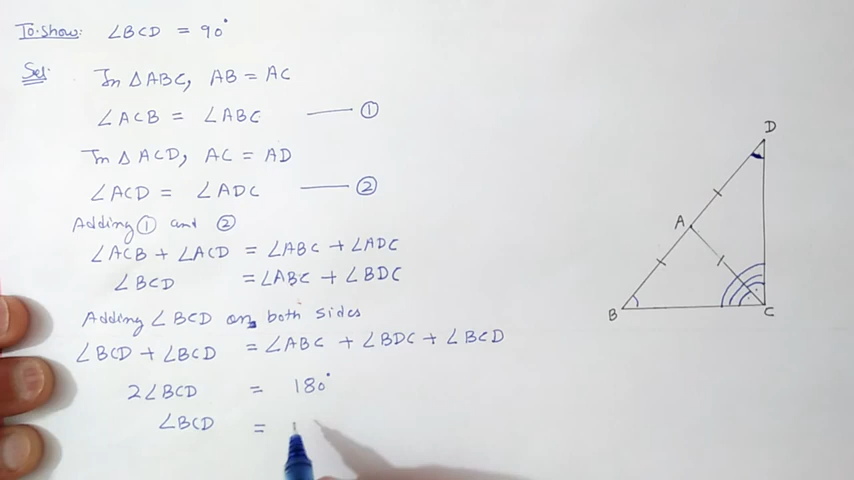 To show: ∠BCD = 90°
Sol:
In △ABC, AB = AC
∠ACB = ∠ABC —— ①
In △ACD, AC = AD
∠ACD = ∠ADC —— ②
Adding ① and ②
∠ACB + ∠ACD = ∠ABC + ∠ADC
∠BCD = ∠ABC + ∠BDC
Adding ∠BCD on both sides
∠BCD + ∠BCD = ∠ABC + ∠BDC + ∠BCD
2∠BCD = 180°
∠BCD =
D
A
B
C